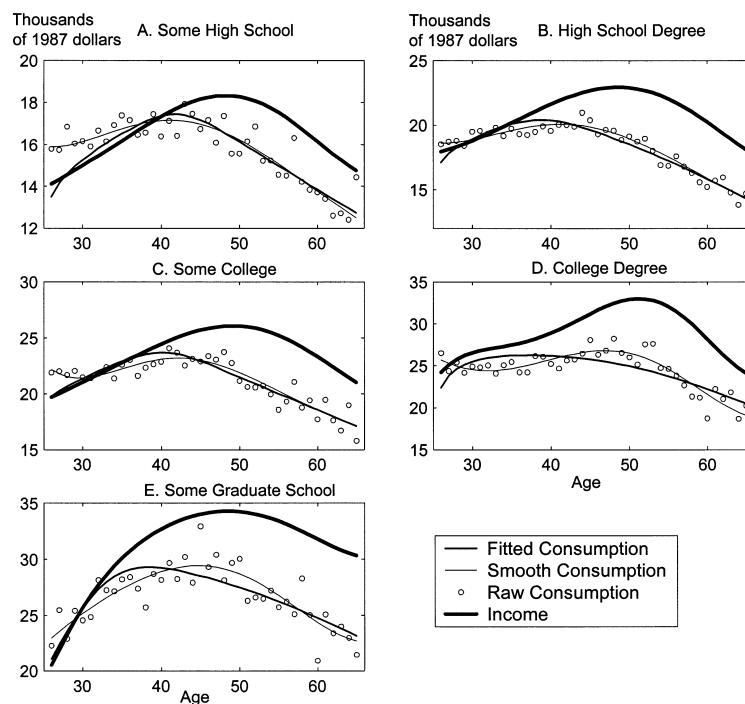 Thousands
of 1987 dollars
A. Some High School
20
18
16
14
12
30
40
50
60
Thousands
of 1987 dollars
B. High School Degree
25
20
15
30
40
50
60
C. Some College
30
25
20
15
30
40
50
60
D. College Degree
35
30
25
20
15
30
40
50
60
Age
E. Some Graduate School
35
30
25
20
30
40
50
60
Age
Fitted Consumption
Smooth Consumption
Raw Consumption
Income